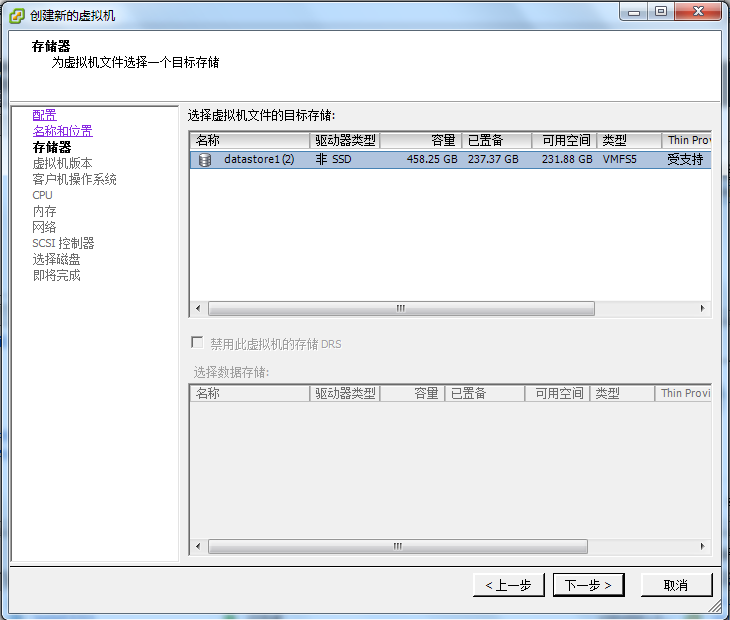 创建新的虚拟机
存储器
为虚拟机文件选择一个目标存储
配置
名称和位置
存储器
虚拟机版本
客户机操作系统
CPU
内存
网络
SCSI 控制器
选择磁盘
即将完成
选择虚拟机文件的目标存储:
名称 驱动器类型 容量 已置备 可用空间 类型 Thin Prov
datastore1 (2) 非 SSD 458.25 GB 237.37 GB 231.88 GB VMFS5 受支持
禁用此虚拟机的存储 DRS
选择数据存储:
名称 驱动器类型 容量 已置备 可用空间 类型 Thin Provi
< 上一步 下一步 > 取消